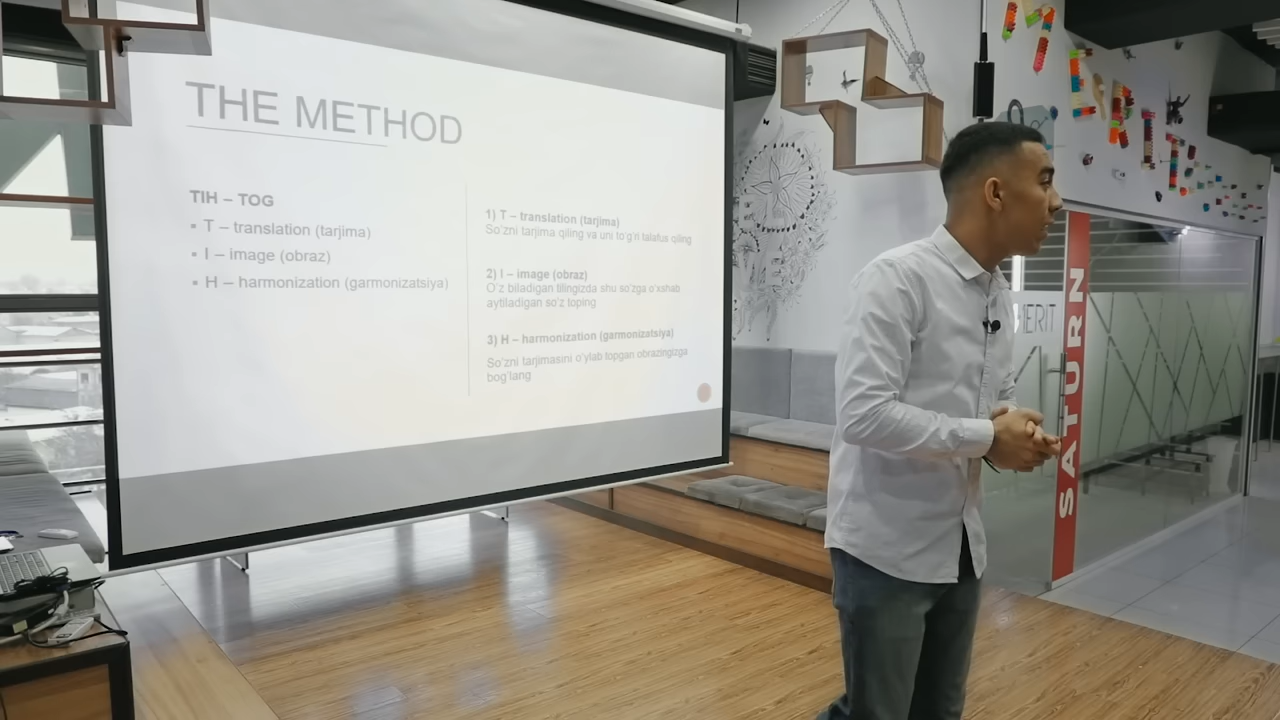 THE METHOD
TIH – TOG
▪ T – translation (tarjima)
▪ I – image (obraz)
▪ H – harmonization (garmonizatsiya)
1) T – translation (tarjima)
So'zni tarjima qiling va uni to'g'ri talafus qiling
2) I – image (obraz)
O'z biladigan tilingizda shu so'zga o'xshab
aytiladigan so'z toping
3) H – harmonization (garmonizatsiya)
So'zni tarjimasini o'ylab topgan obrazingizga
bog'lang
SATURN